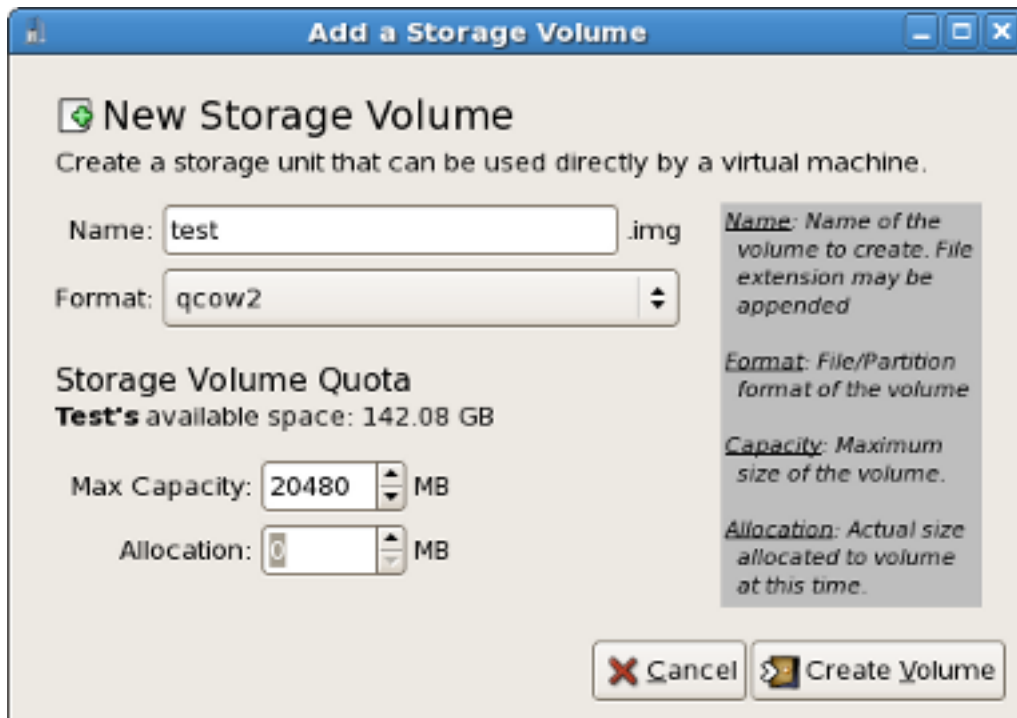 Add a Storage Volume
New Storage Volume
Create a storage unit that can be used directly by a virtual machine.
Name: test .img
Format: qcow2
Storage Volume Quota
Test's available space: 142.08 GB
Max Capacity: 20480 MB
Allocation: 0 MB
Name: Name of the
volume to create. File
extension may be
appended
Format: File/Partition
format of the volume
Capacity: Maximum
size of the volume.
Allocation: Actual size
allocated to volume
at this time.
Cancel
Create Volume